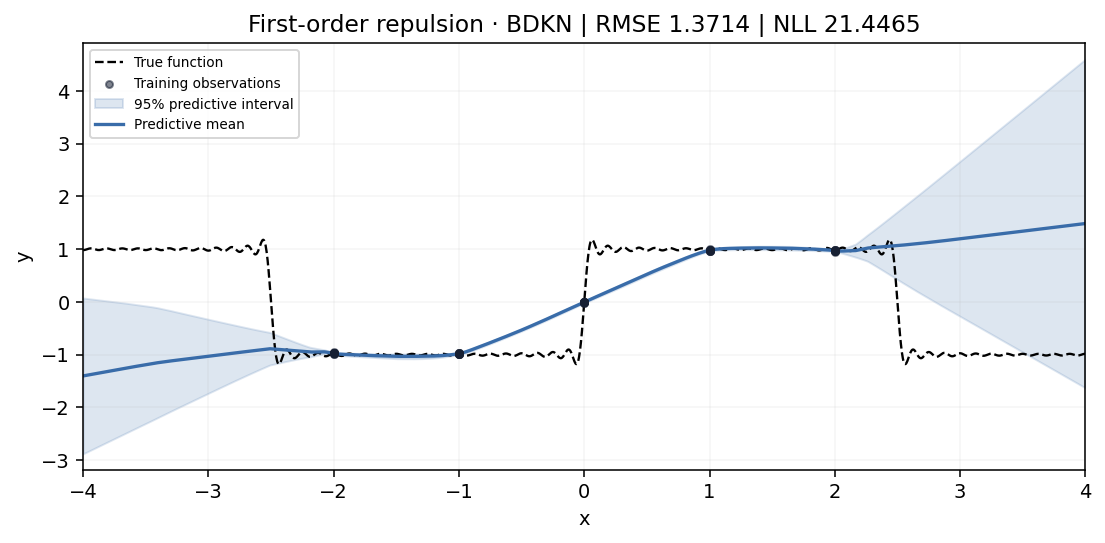 First-order repulsion · BDKN | RMSE 1.3714 | NLL 21.4465
True function
Training observations
95% predictive interval
Predictive mean
y
4
3
2
1
0
−1
−2
−3
−4
−3
−2
−1
0
1
2
3
4
x